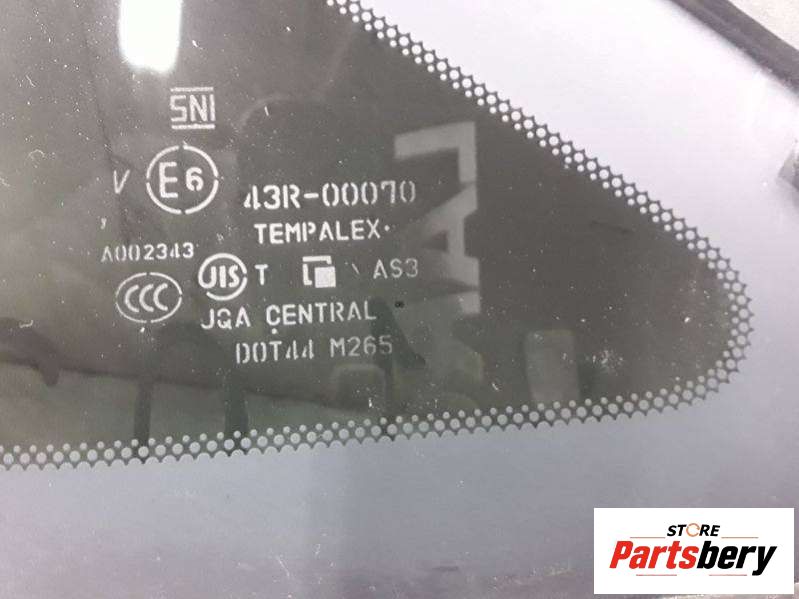 SNI
V E6 43R-00070
TEMPALEX
A002343
JIS T AS3
CCC
JQA CENTRAL
DOT44 M265
STORE
Partsbery